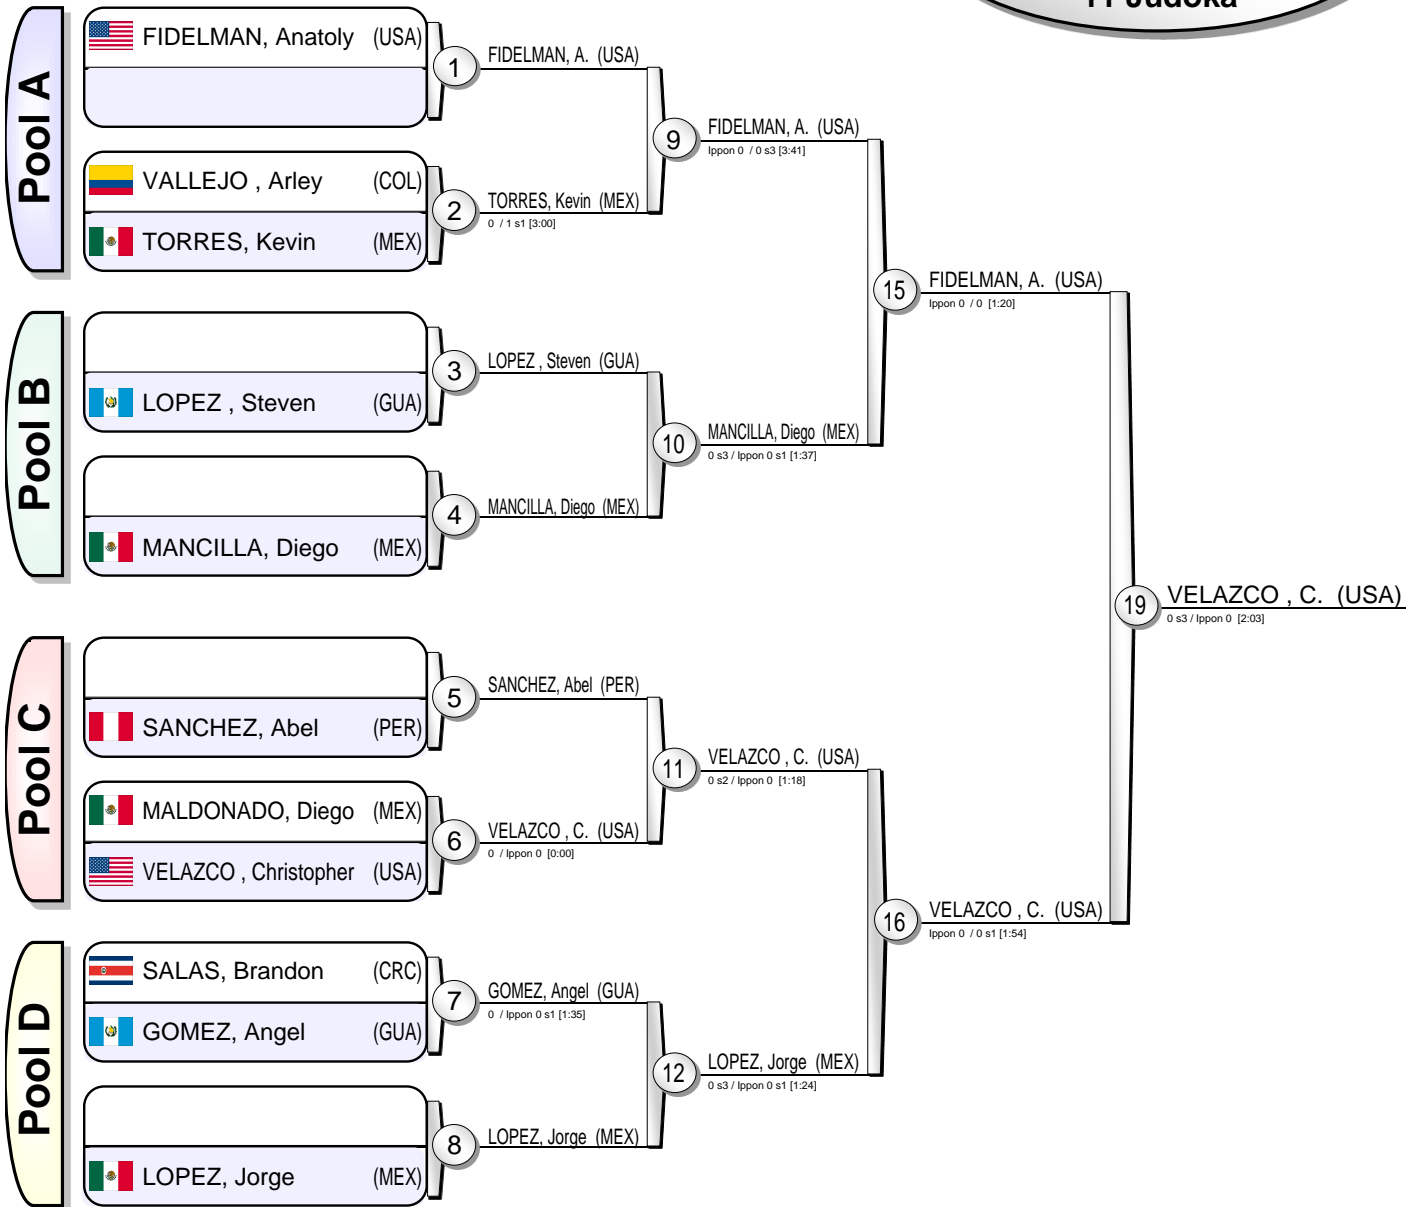 11 Judoka
Pool A
FIDELMAN, Anatoly (USA)
1
FIDELMAN, A. (USA)
VALLEJO , Arley (COL)
TORRES, Kevin (MEX)
2
TORRES, Kevin (MEX)
0 / 1 s1 [3:00]
9
FIDELMAN, A. (USA)
Ippon 0 / 0 s3 [3:41]
Pool B
3
LOPEZ , Steven (GUA)
LOPEZ , Steven (GUA)
4
MANCILLA, Diego (MEX)
MANCILLA, Diego (MEX)
10
MANCILLA, Diego (MEX)
0 s3 / Ippon 0 s1 [1:37]
15
FIDELMAN, A. (USA)
Ippon 0 / 0 [1:20]
19
VELAZCO , C. (USA)
0 s3 / Ippon 0 [2:03]
Pool C
5
SANCHEZ, Abel (PER)
SANCHEZ, Abel (PER)
MALDONADO, Diego (MEX)
VELAZCO , Christopher (USA)
6
VELAZCO , C. (USA)
0 / Ippon 0 [0:00]
11
VELAZCO , C. (USA)
0 s2 / Ippon 0 [1:18]
16
VELAZCO , C. (USA)
Ippon 0 / 0 s1 [1:54]
Pool D
SALAS, Brandon (CRC)
GOMEZ, Angel (GUA)
7
GOMEZ, Angel (GUA)
0 / Ippon 0 s1 [1:35]
12
LOPEZ, Jorge (MEX)
0 s3 / Ippon 0 s1 [1:24]
8
LOPEZ, Jorge (MEX)
LOPEZ, Jorge (MEX)